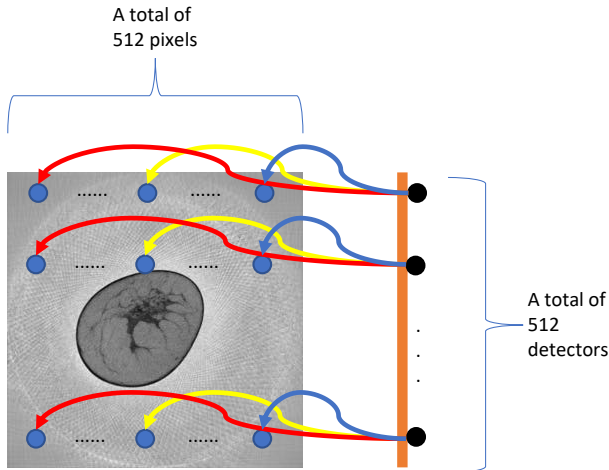 A total of
512 pixels
...... ......
...... ......
A total of
512
detectors
. . .
...... ......